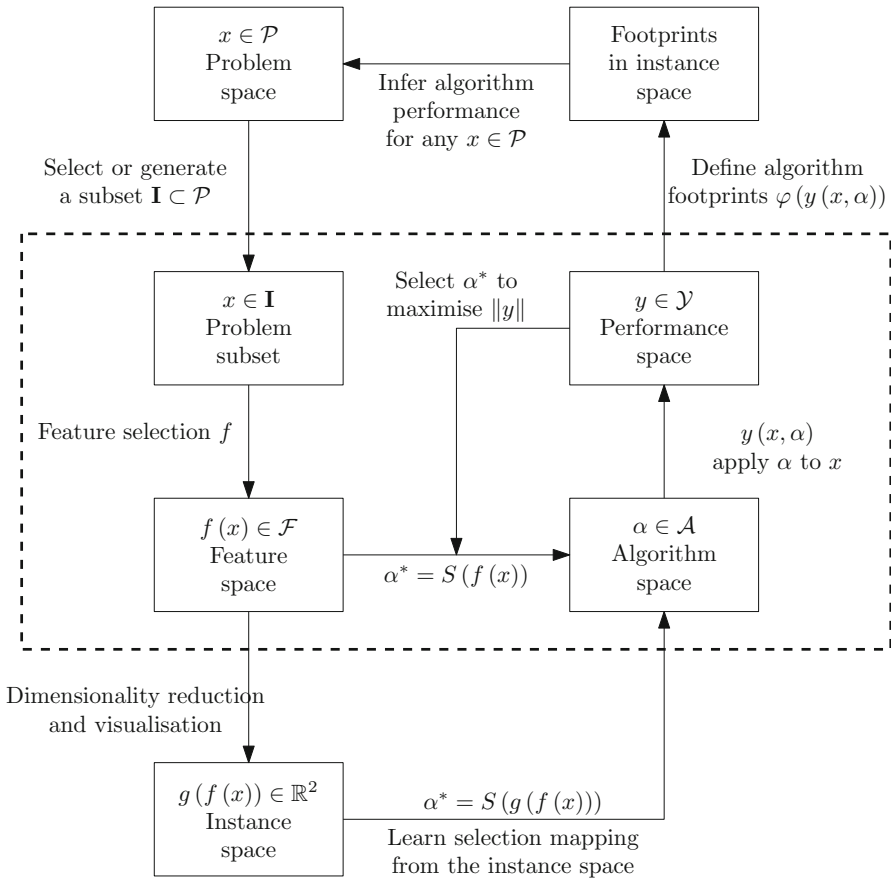 x ∈ 𝒫
Problem
space
Footprints
in instance
space
Infer algorithm
performance
for any x ∈ 𝒫
Select or generate
a subset 𝐈 ⊂ 𝒫
Define algorithm
footprints φ (y (x, α))
x ∈ 𝐈
Problem
subset
Select α* to
maximise ‖y‖
y ∈ 𝒴
Performance
space
Feature selection f
y (x, α)
apply α to x
f (x) ∈ ℱ
Feature
space
α* = S (f (x))
α ∈ 𝒜
Algorithm
space
Dimensionality reduction
and visualisation
g (f (x)) ∈ ℝ²
Instance
space
α* = S (g (f (x)))
Learn selection mapping
from the instance space